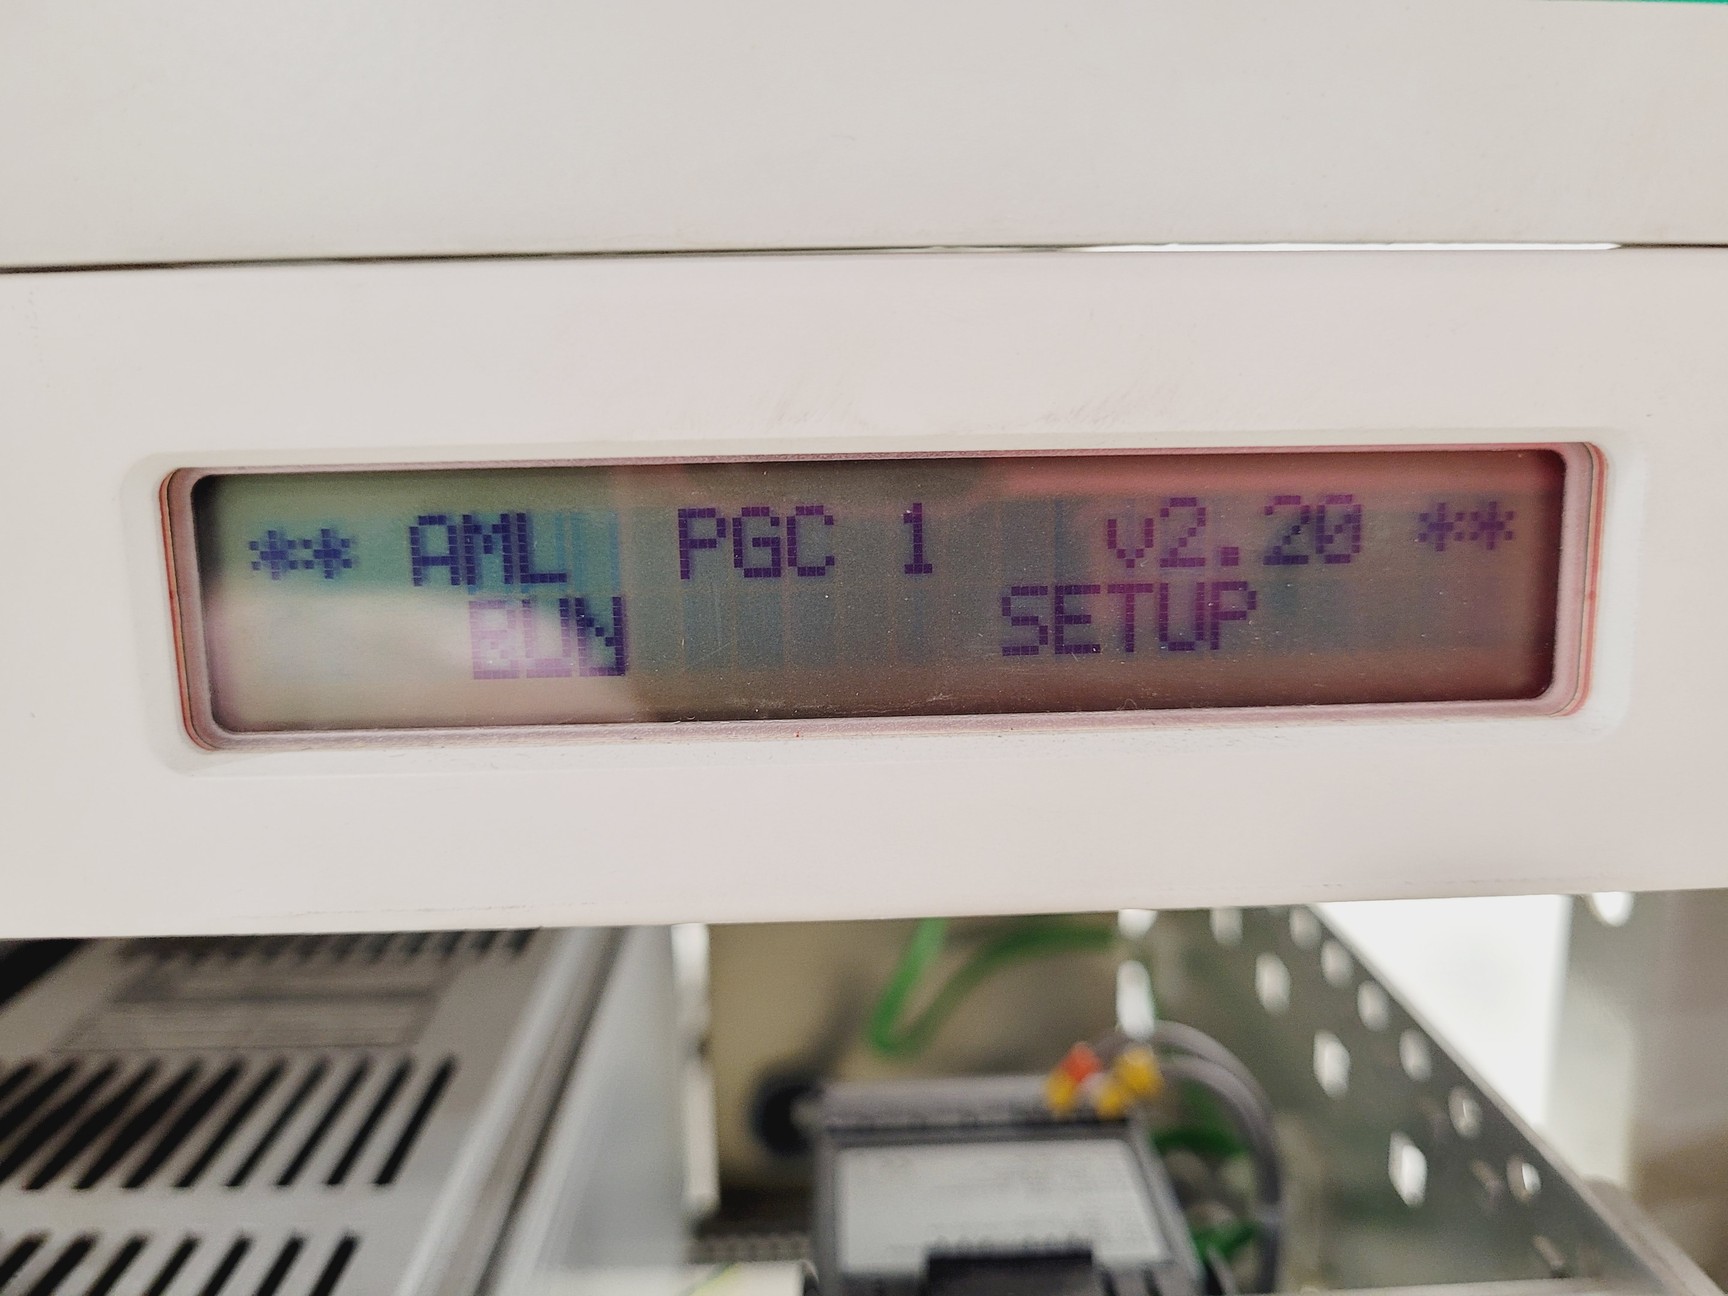 ** AML PGC 1 v2.20 **
RUN SETUP